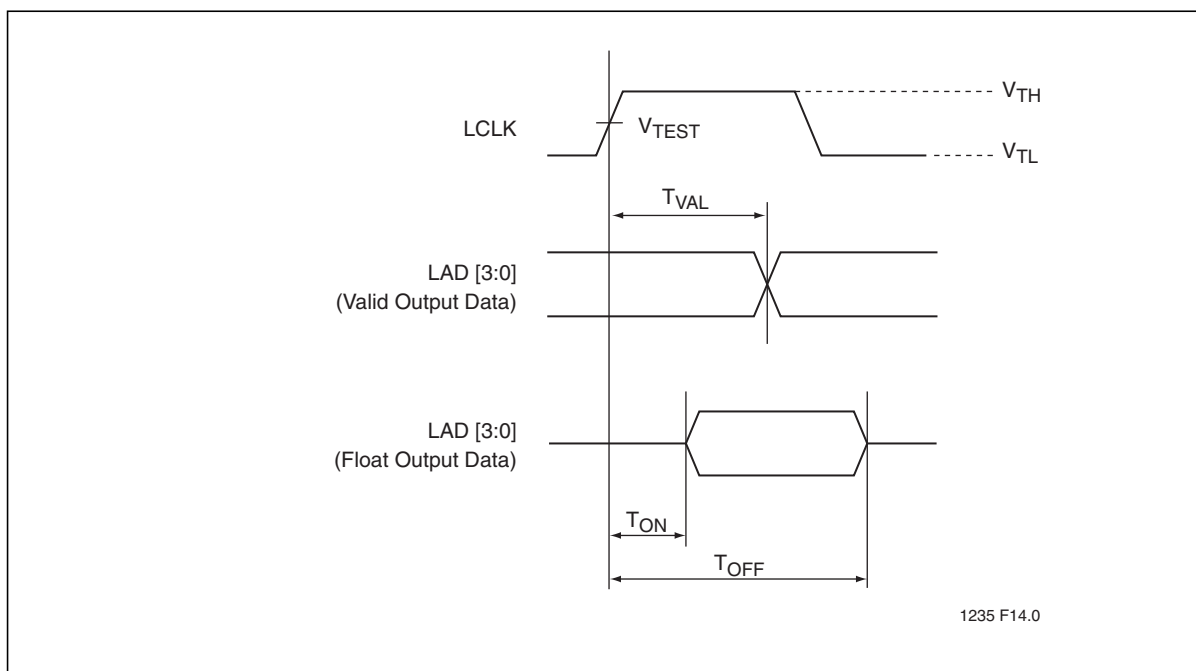 V_TH
LCLK
V_TEST
V_TL
T_VAL
LAD [3:0]
(Valid Output Data)
LAD [3:0]
(Float Output Data)
T_ON
T_OFF
1235 F14.0